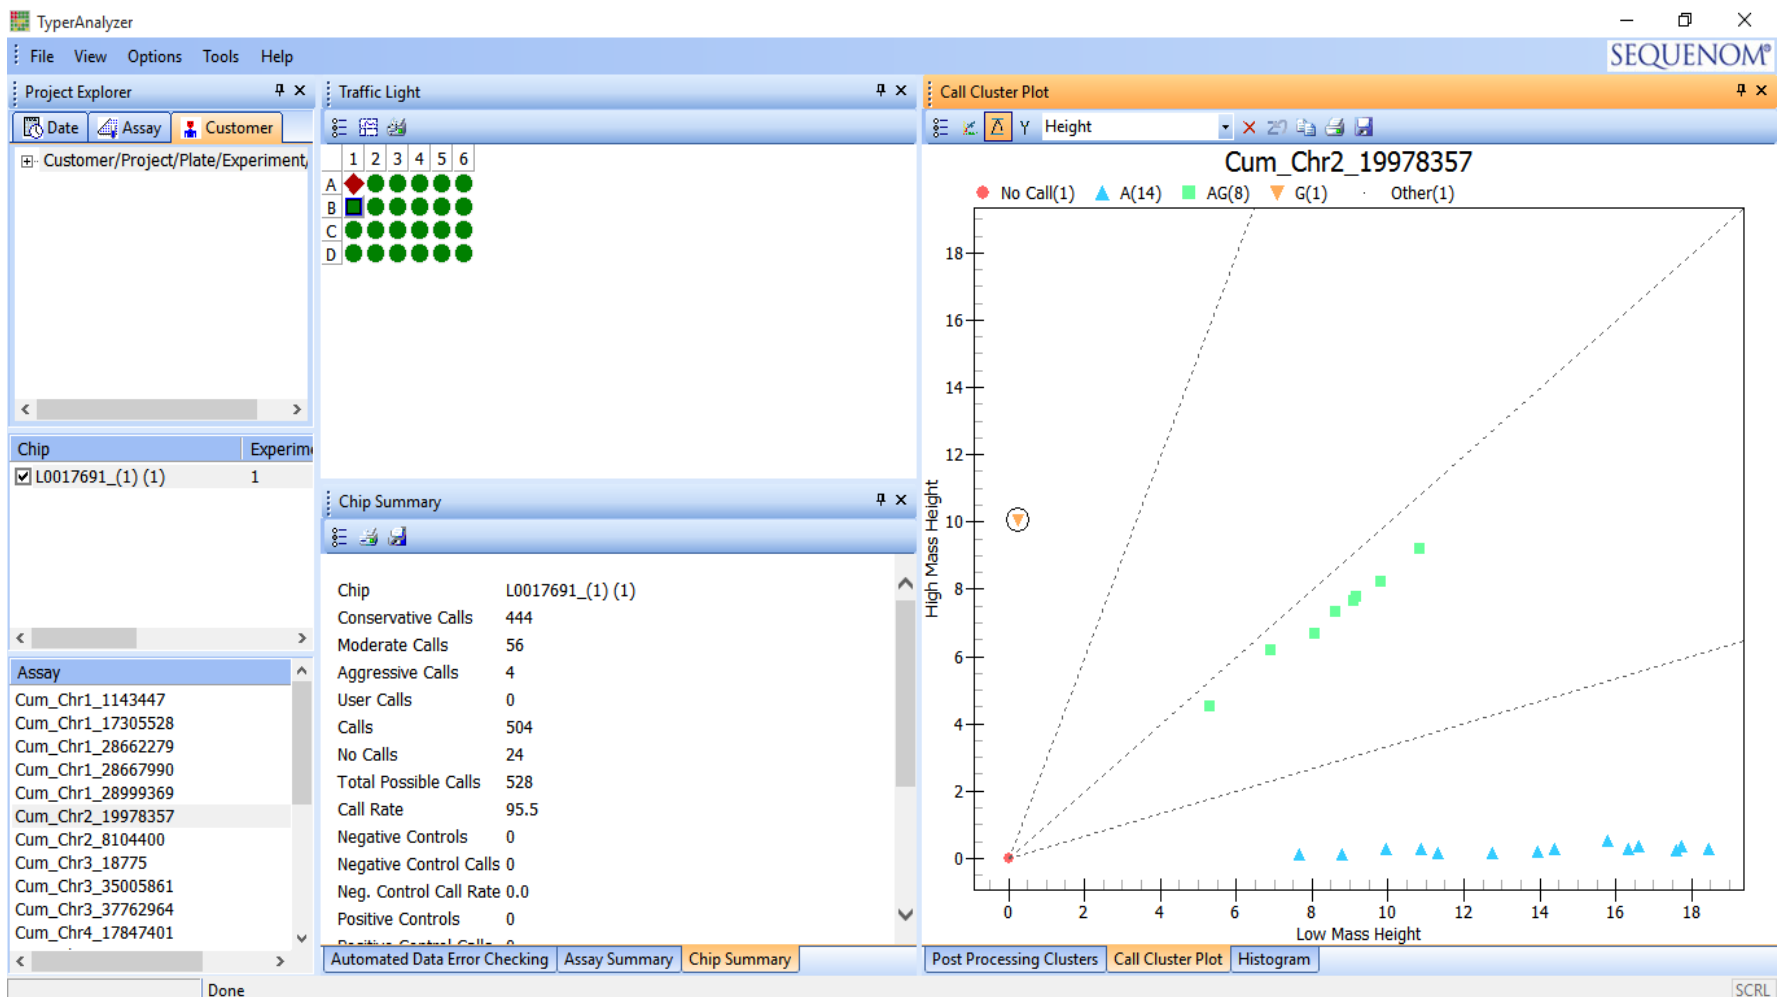 TyperAnalyzer
File View Options Tools Help
SEQUENOM®
Project Explorer
Date Assay Customer
Customer/Project/Plate/Experiment/
Chip Experim
L0017691_(1) (1) 1
Assay
Cum_Chr1_1143447
Cum_Chr1_17305528
Cum_Chr1_28662279
Cum_Chr1_28667990
Cum_Chr1_28999369
Cum_Chr2_19978357
Cum_Chr2_8104400
Cum_Chr3_18775
Cum_Chr3_35005861
Cum_Chr3_37762964
Cum_Chr4_17847401
Traffic Light
1 2 3 4 5 6
A
B
C
D
Chip Summary
Chip L0017691_(1) (1)
Conservative Calls 444
Moderate Calls 56
Aggressive Calls 4
User Calls 0
Calls 504
No Calls 24
Total Possible Calls 528
Call Rate 95.5
Negative Controls 0
Negative Control Calls 0
Neg. Control Call Rate 0.0
Positive Controls 0
Positive Control Calls 0
Automated Data Error Checking Assay Summary Chip Summary
Call Cluster Plot
Y Height
Cum_Chr2_19978357
No Call(1) A(14) AG(8) G(1) Other(1)
High Mass Height
18
16
14
12
10
8
6
4
2
0
0 2 4 6 8 10 12 14 16 18
Low Mass Height
Post Processing Clusters Call Cluster Plot Histogram
Done
SCRL